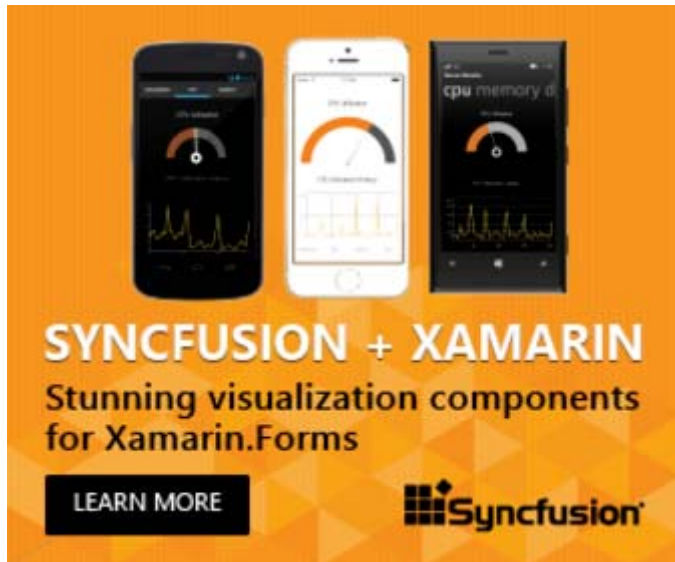 cpu memory d
SYNCFUSION + XAMARIN
Stunning visualization components
for Xamarin.Forms
LEARN MORE
Syncfusion